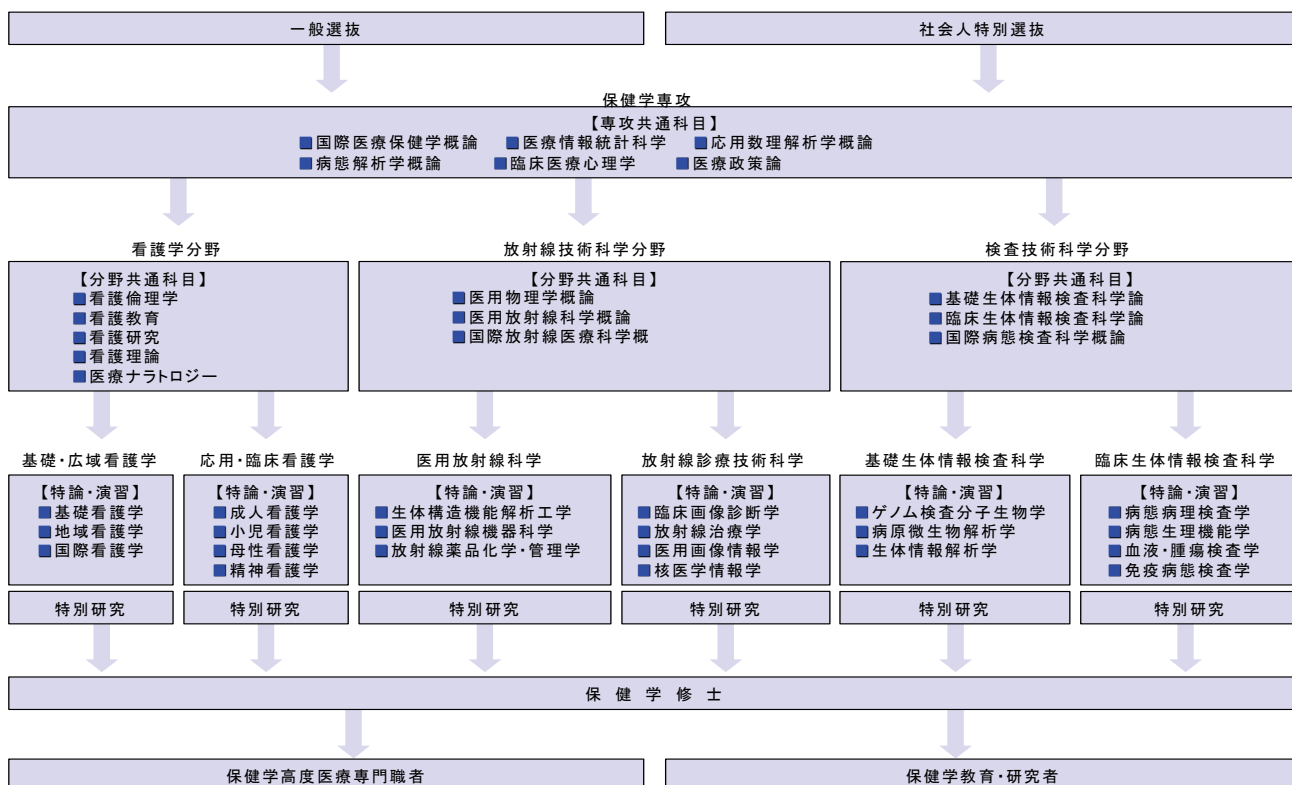 一般選抜
社会人特別選抜
保健学専攻
【専攻共通科目】
■国際医療保健学概論 ■医療情報統計科学 ■応用数理解析学概論
■病態解析学概論 ■臨床医療心理学 ■医療政策論
看護学分野
【分野共通科目】
■看護倫理学
■看護教育
■看護研究
■看護理論
■医療ナラトロジー
放射線技術科学分野
【分野共通科目】
■医用物理学概論
■医用放射線科学概論
■国際放射線医療科学概
検査技術科学分野
【分野共通科目】
■基礎生体情報検査科学論
■臨床生体情報検査科学論
■国際病態検査科学概論
基礎・広域看護学
【特論・演習】
■基礎看護学
■地域看護学
■国際看護学
特別研究
応用・臨床看護学
【特論・演習】
■成人看護学
■小児看護学
■母性看護学
■精神看護学
特別研究
医用放射線科学
【特論・演習】
■生体構造機能解析工学
■医用放射線機器科学
■放射線薬品化学・管理学
特別研究
放射線診療技術科学
【特論・演習】
■臨床画像診断学
■放射線治療学
■医用画像情報学
■核医学情報学
特別研究
基礎生体情報検査科学
【特論・演習】
■ゲノム検査分子生物学
■病原微生物解析学
■生体情報解析学
特別研究
臨床生体情報検査科学
【特論・演習】
■病態病理検査学
■病態生理機能学
■血液・腫瘍検査学
■免疫病態検査学
特別研究
保 健 学 修 士
保健学高度医療専門職者
保健学教育・研究者